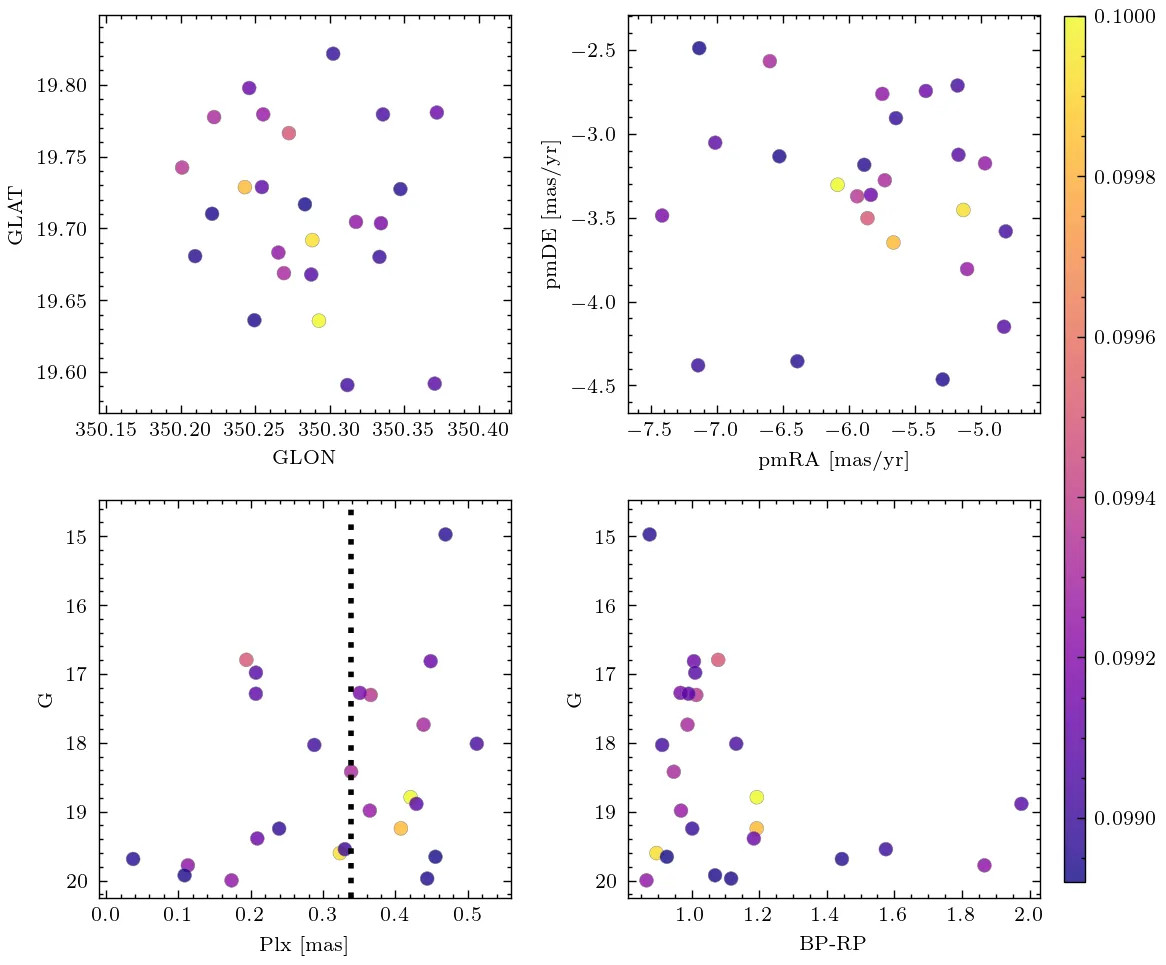 19.80
19.75
19.70
19.65
19.60
GLAT
350.15 350.20 350.25 350.30 350.35 350.40
GLON
−2.5
−3.0
−3.5
−4.0
−4.5
pmDE [mas/yr]
−7.5 −7.0 −6.5 −6.0 −5.5 −5.0
pmRA [mas/yr]
15
16
17
18
19
20
G
0.0 0.1 0.2 0.3 0.4 0.5
Plx [mas]
15
16
17
18
19
20
G
1.0 1.2 1.4 1.6 1.8 2.0
BP-RP
0.1000
0.0998
0.0996
0.0994
0.0992
0.0990